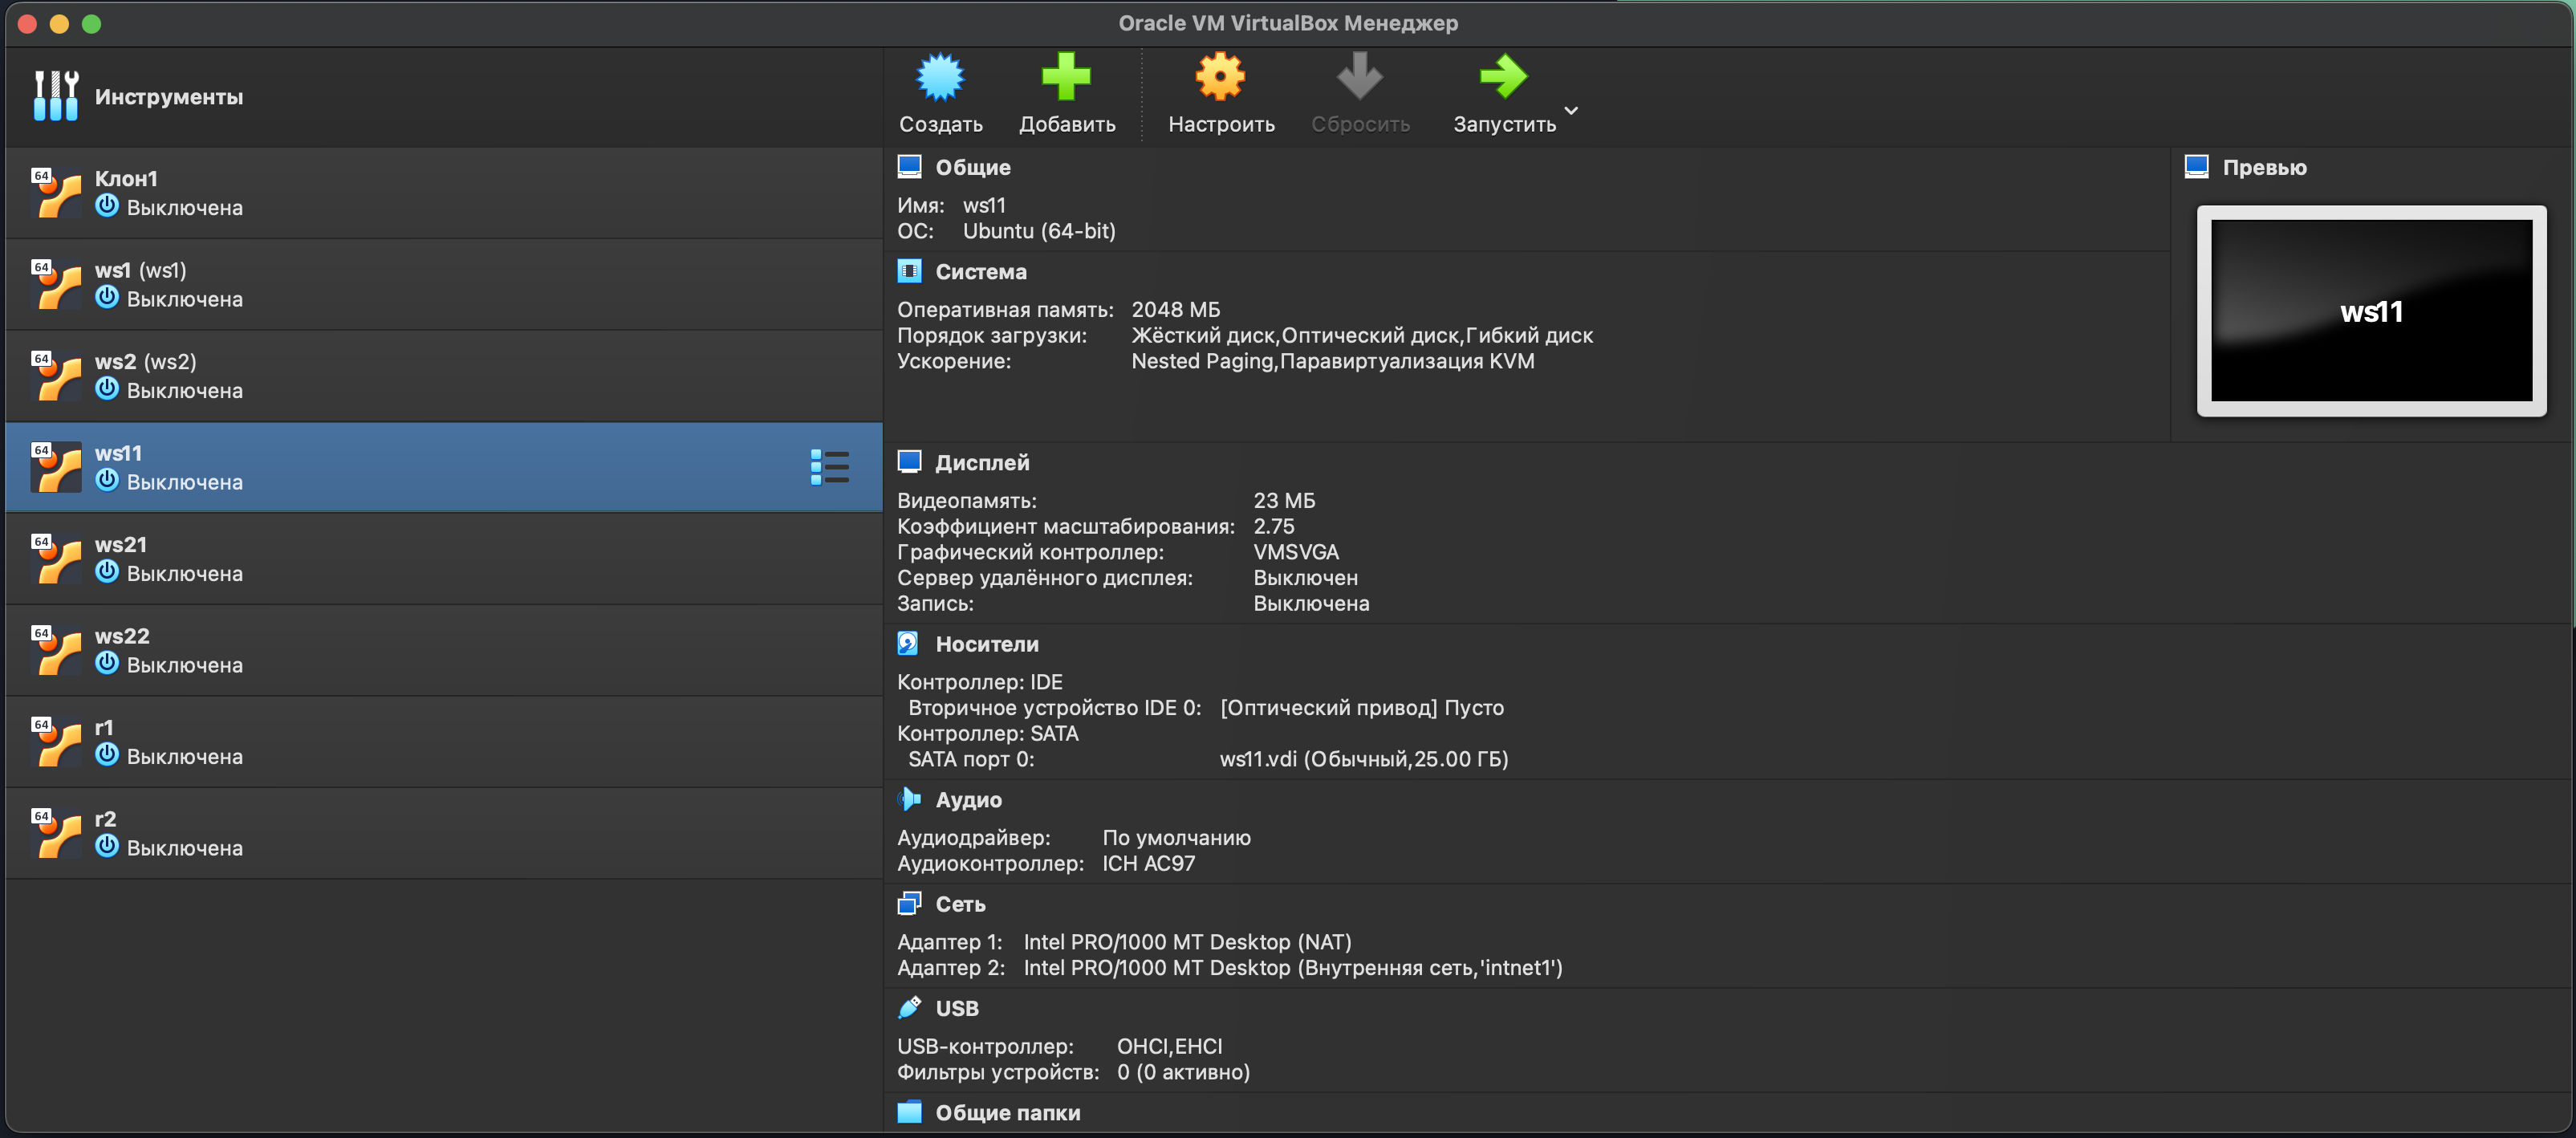 Oracle VM VirtualBox Менеджер
Инструменты
Создать
Добавить
Настроить
Сбросить
Запустить
64
Клон1
Выключена
64
ws1 (ws1)
Выключена
64
ws2 (ws2)
Выключена
64
ws11
Выключена
64
ws21
Выключена
64
ws22
Выключена
64
r1
Выключена
64
r2
Выключена
Общие
Имя: ws11
ОС: Ubuntu (64-bit)
Система
Оперативная память: 2048 МБ
Порядок загрузки: Жёсткий диск,Оптический диск,Гибкий диск
Ускорение: Nested Paging,Паравиртуализация KVM
Превью
ws11
Дисплей
Видеопамять: 23 МБ
Коэффициент масштабирования: 2.75
Графический контроллер: VMSVGA
Сервер удалённого дисплея: Выключен
Запись: Выключена
Носители
Контроллер: IDE
Вторичное устройство IDE 0: [Оптический привод] Пусто
Контроллер: SATA
SATA порт 0: ws11.vdi (Обычный,25.00 ГБ)
Аудио
Аудиодрайвер: По умолчанию
Аудиоконтроллер: ICH AC97
Сеть
Адаптер 1: Intel PRO/1000 MT Desktop (NAT)
Адаптер 2: Intel PRO/1000 MT Desktop (Внутренняя сеть,'intnet1')
USB
USB-контроллер: OHCI,EHCI
Фильтры устройств: 0 (0 активно)
Общие папки